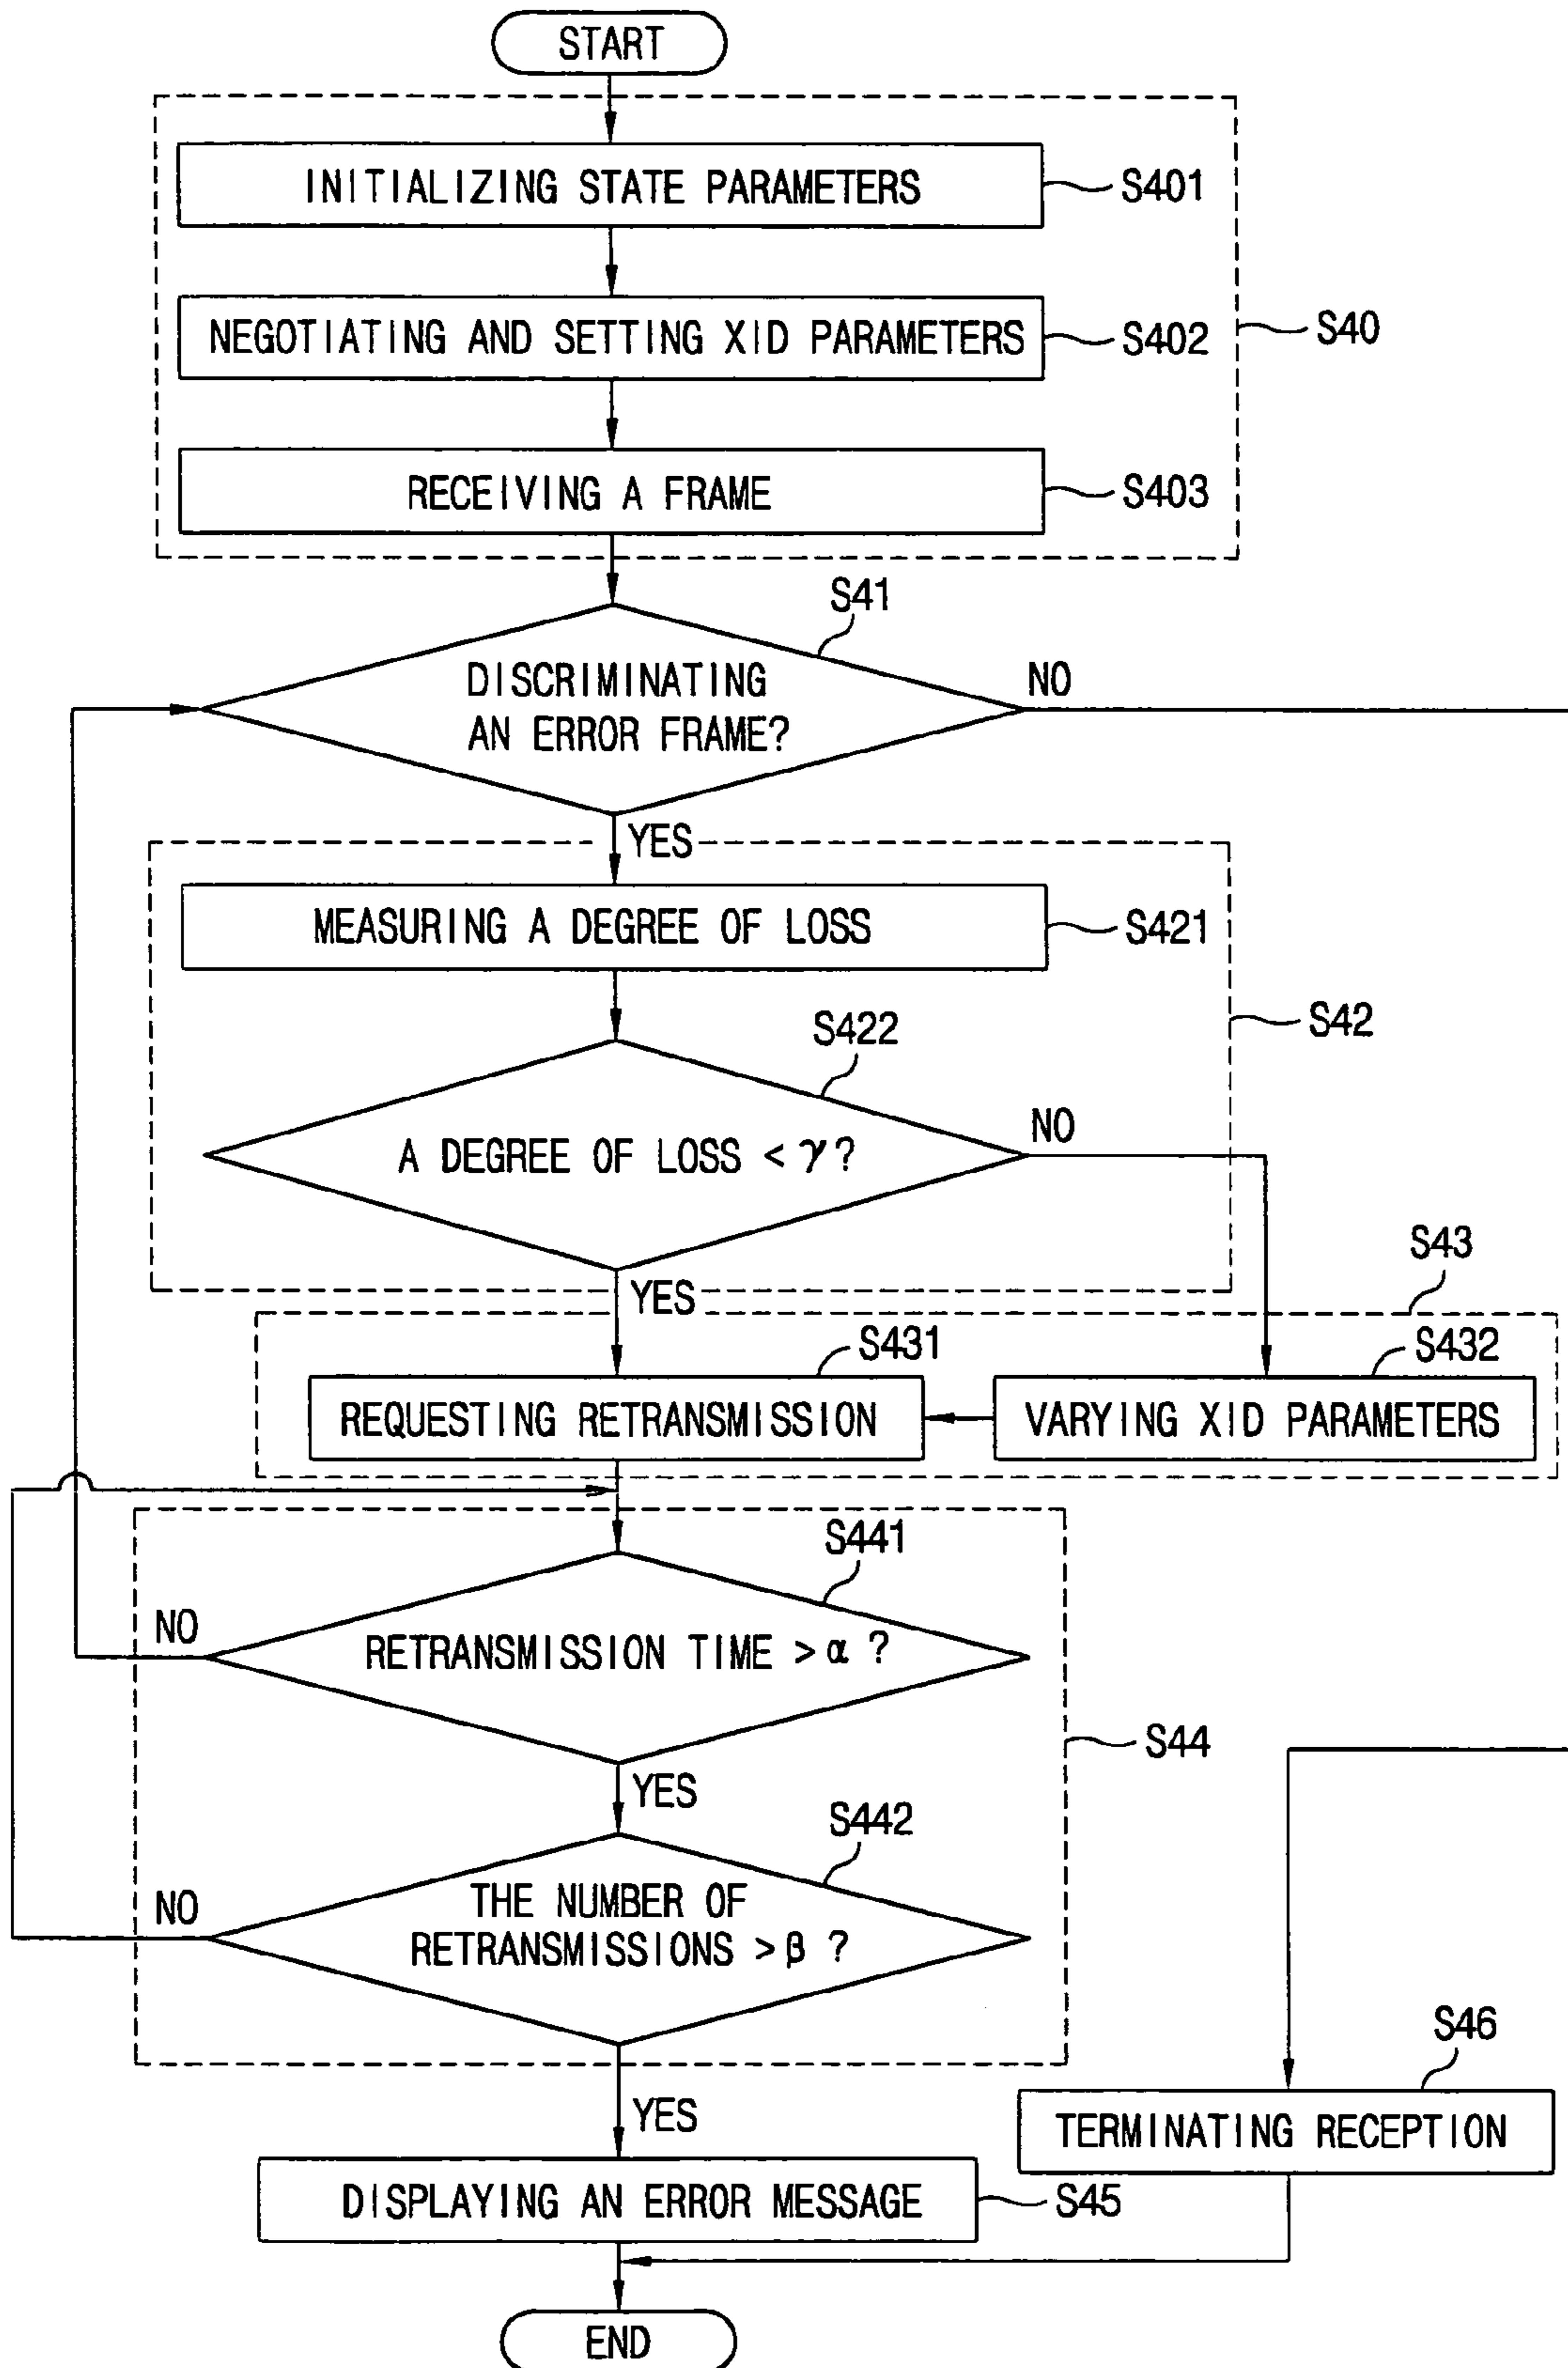 START
INITIALIZING STATE PARAMETERS
S401
NEGOTIATING AND SETTING XID PARAMETERS
S402
S40
RECEIVING A FRAME
S403
S41
DISCRIMINATING
AN ERROR FRAME?
NO
YES
MEASURING A DEGREE OF LOSS
S421
S42
S422
A DEGREE OF LOSS < γ?
NO
YES
S43
S431
S432
REQUESTING RETRANSMISSION
VARYING XID PARAMETERS
S441
NO
RETRANSMISSION TIME > α ?
S44
YES
S442
NO
THE NUMBER OF
RETRANSMISSIONS > β ?
YES
S46
TERMINATING RECEPTION
DISPLAYING AN ERROR MESSAGE
S45
END